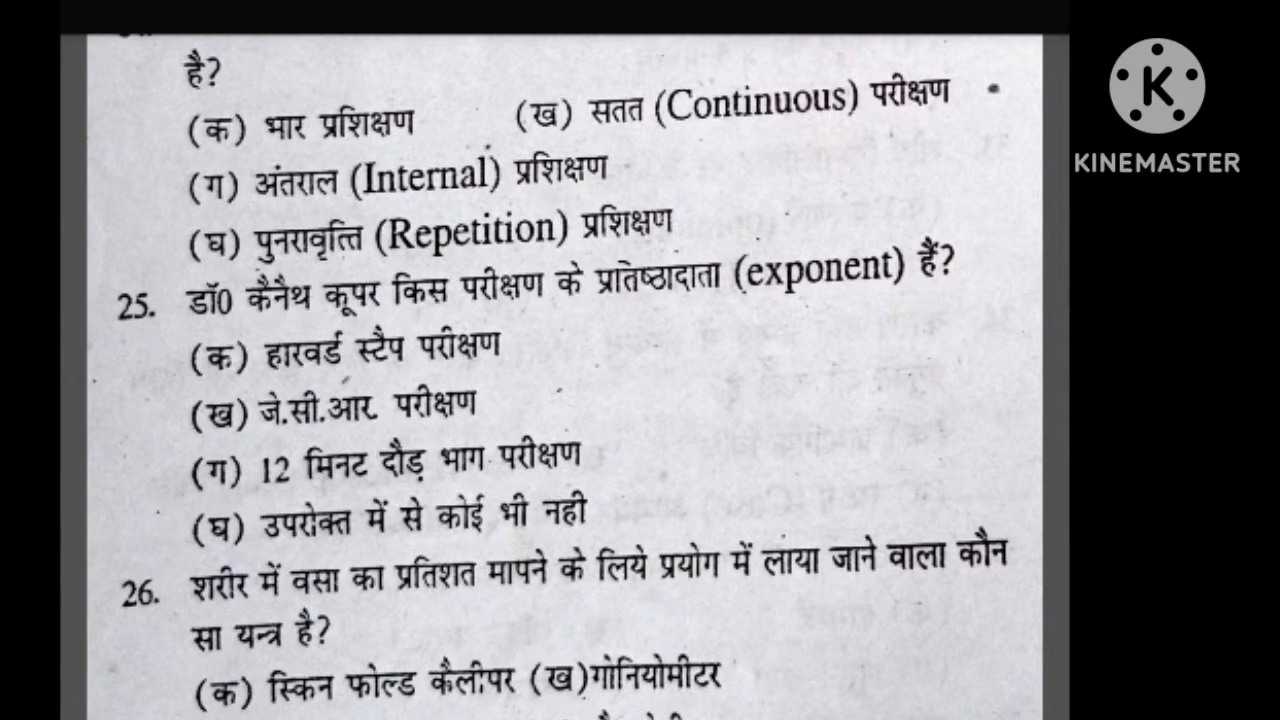 है?
(क) भार प्रशिक्षण (ख) सतत (Continuous) परीक्षण
(ग) अंतराल (Internal) प्रशिक्षण
(घ) पुनरावृत्ति (Repetition) प्रशिक्षण
25. डॉ0 कैनैथ कूपर किस परीक्षण के प्रतिष्ठादाता (exponent) हैं?
(क) हारवर्ड स्टैप परीक्षण
(ख) जे.सी.आर. परीक्षण
(ग) 12 मिनट दौड़ भाग परीक्षण
(घ) उपरोक्त में से कोई भी नही
26. शरीर में वसा का प्रतिशत मापने के लिये प्रयोग में लाया जाने वाला कौन
सा यन्त्र है?
(क) स्किन फोल्ड कैलीपर (ख)गोनियोमीटर
K
KINEMASTER